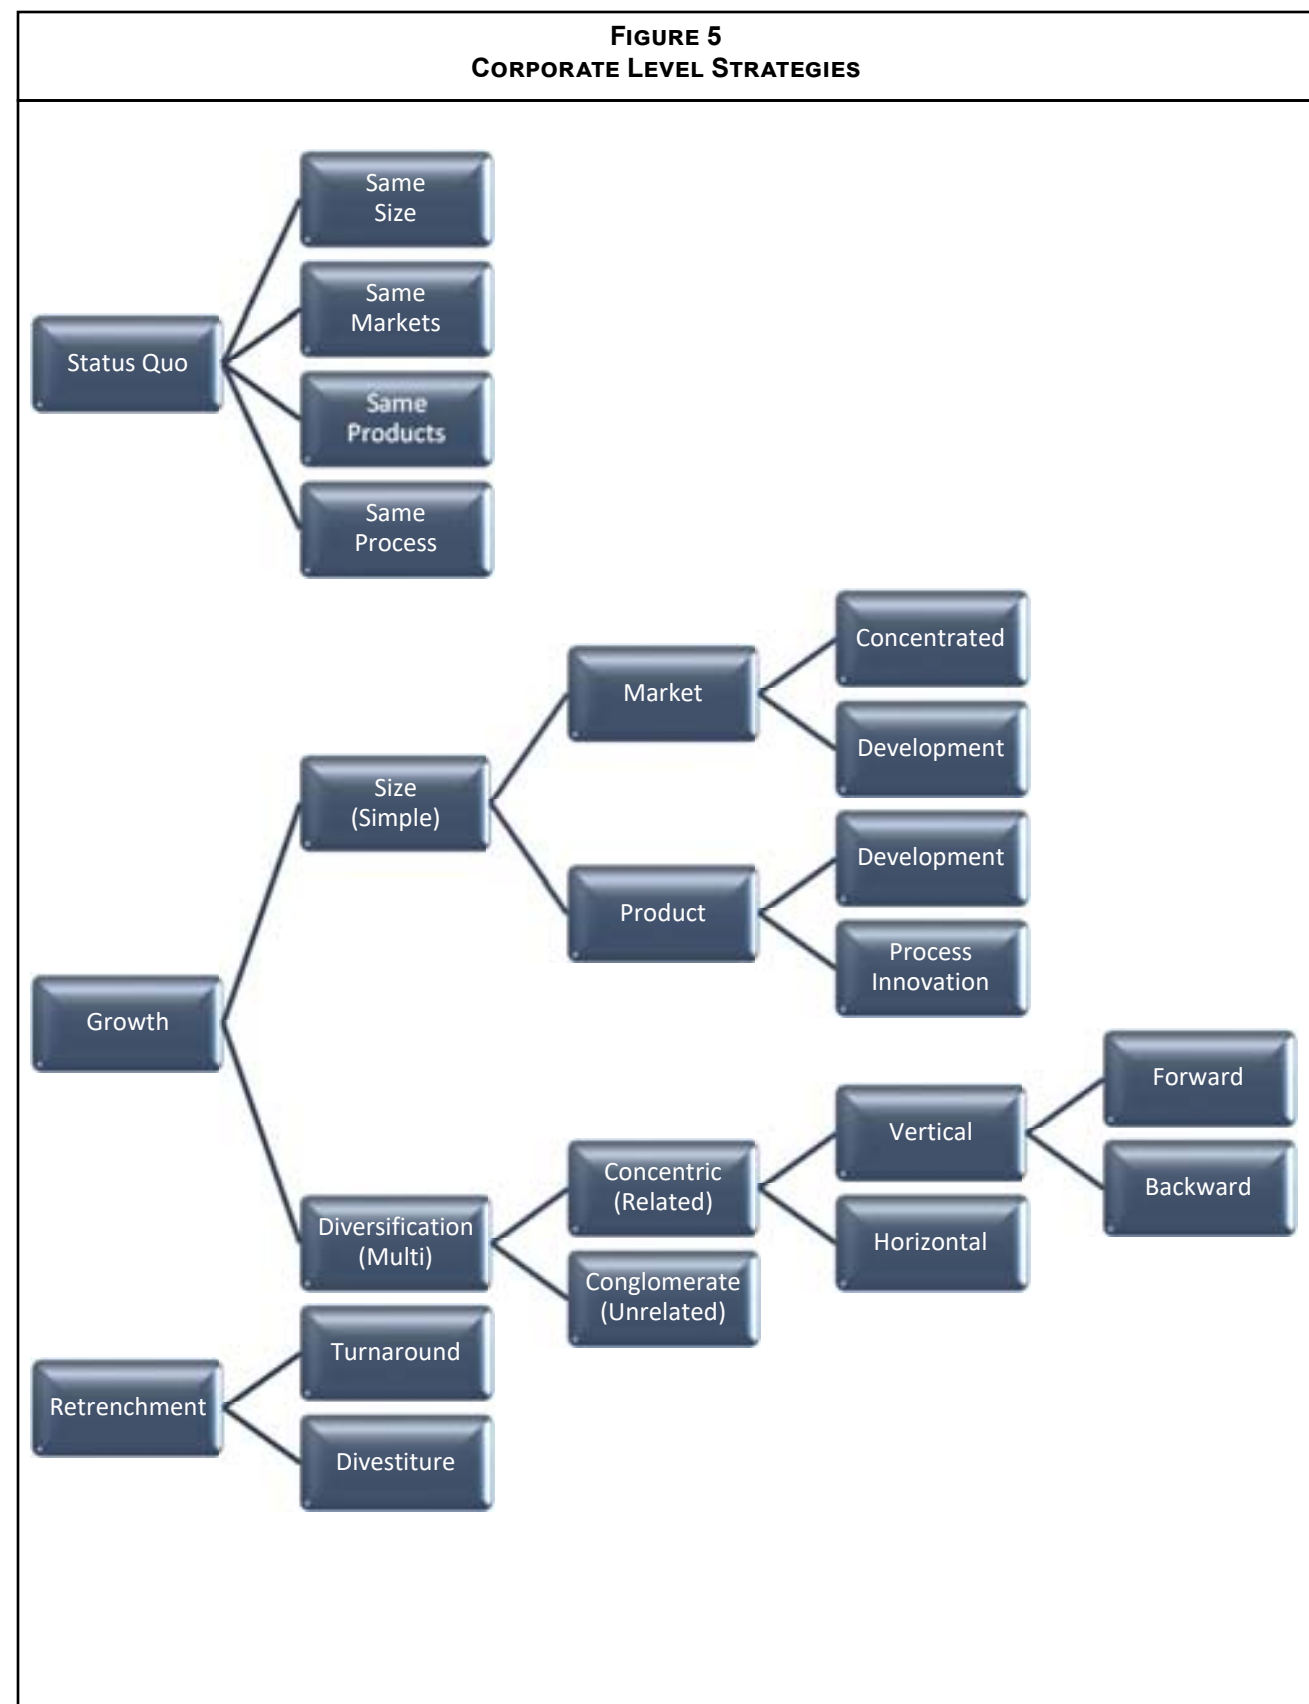 FIGURE 5
CORPORATE LEVEL STRATEGIES
Same
Size
Same
Markets
Status Quo
Same
Products
Same
Process
Concentrated
Market
Development
Size
(Simple)
Development
Product
Process
Innovation
Growth
Forward
Vertical
Concentric
(Related)
Backward
Diversification
(Multi)
Horizontal
Conglomerate
(Unrelated)
Turnaround
Retrenchment
Divestiture